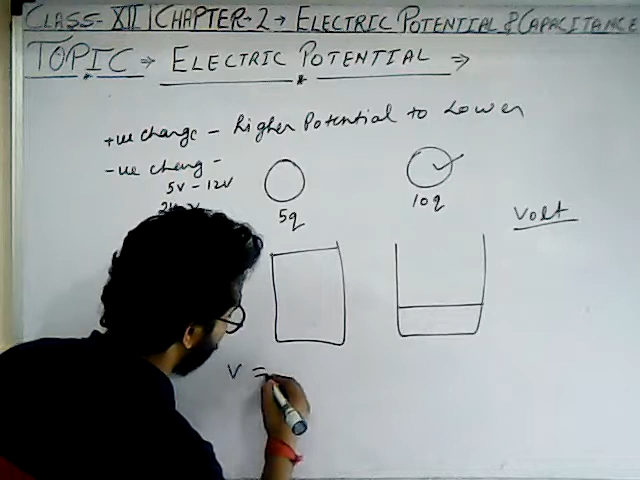 CLASS-XII | CHAPTER-2 → ELECTRIC POTENTIAL & CAPACITANCE
TOPIC → ELECTRIC POTENTIAL ⇒
+ve charge - higher Potential to Lower
-ve charg -
5V - 12V
5q
10q
Volt
V =